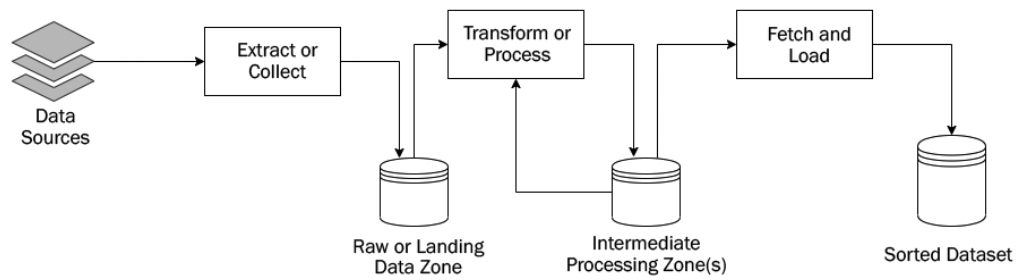 Data
Sources
Extract or
Collect
Raw or Landing
Data Zone
Transform or
Process
Intermediate
Processing Zone(s)
Fetch and
Load
Sorted Dataset